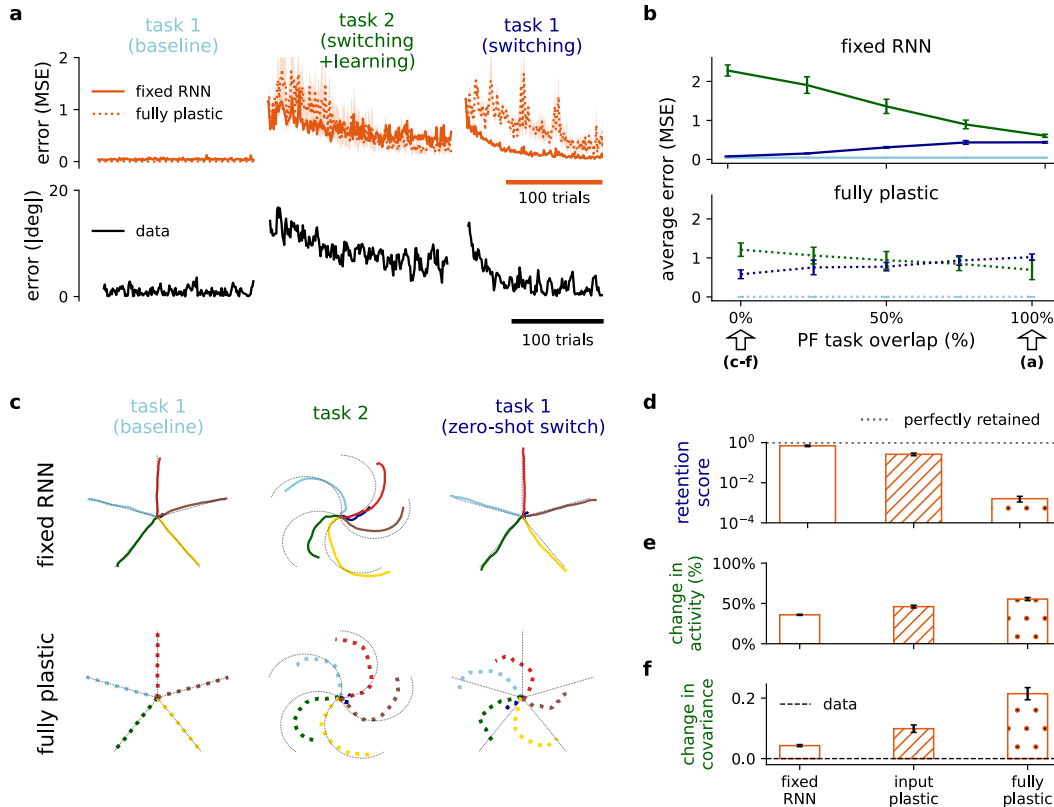 a
task 1
(baseline)
task 2
(switching
+learning)
task 1
(switching)
error (MSE)
2
1
0
fixed RNN
fully plastic
100 trials
error (|deg|)
20
0
data
100 trials
b
fixed RNN
average error (MSE)
2
1
0
fully plastic
2
1
0
0%
50%
100%
PF task overlap (%)
(c-f)
(a)
c
task 1
(baseline)
task 2
task 1
(zero-shot switch)
fixed RNN
fully plastic
d
perfectly retained
retention
score
10⁰
10⁻²
10⁻⁴
e
change in
activity (%)
100%
50%
0%
f
change in
covariance
0.2
0.0
data
fixed
RNN
input
plastic
fully
plastic